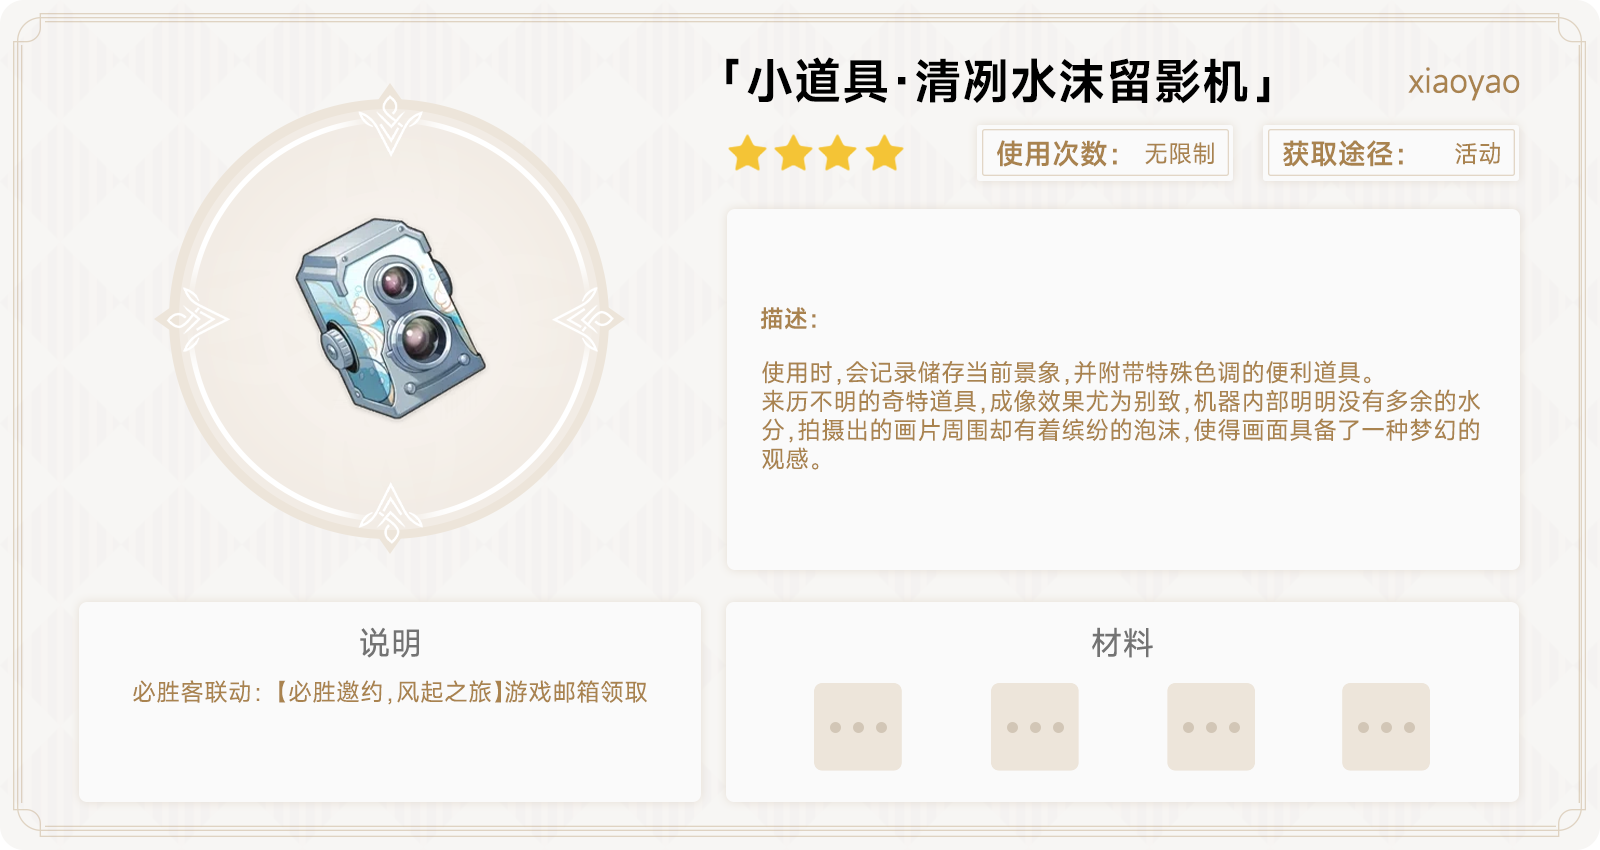 「小道具·清冽水沫留影机」
xiaoyao
使用次数： 无限制
获取途径： 活动
描述：
使用时,会记录储存当前景象,并附带特殊色调的便利道具。
来历不明的奇特道具,成像效果尤为别致,机器内部明明没有多余的水
分,拍摄出的画片周围却有着缤纷的泡沫,使得画面具备了一种梦幻的
观感。
说明
必胜客联动：【必胜邀约,风起之旅】游戏邮箱领取
材料